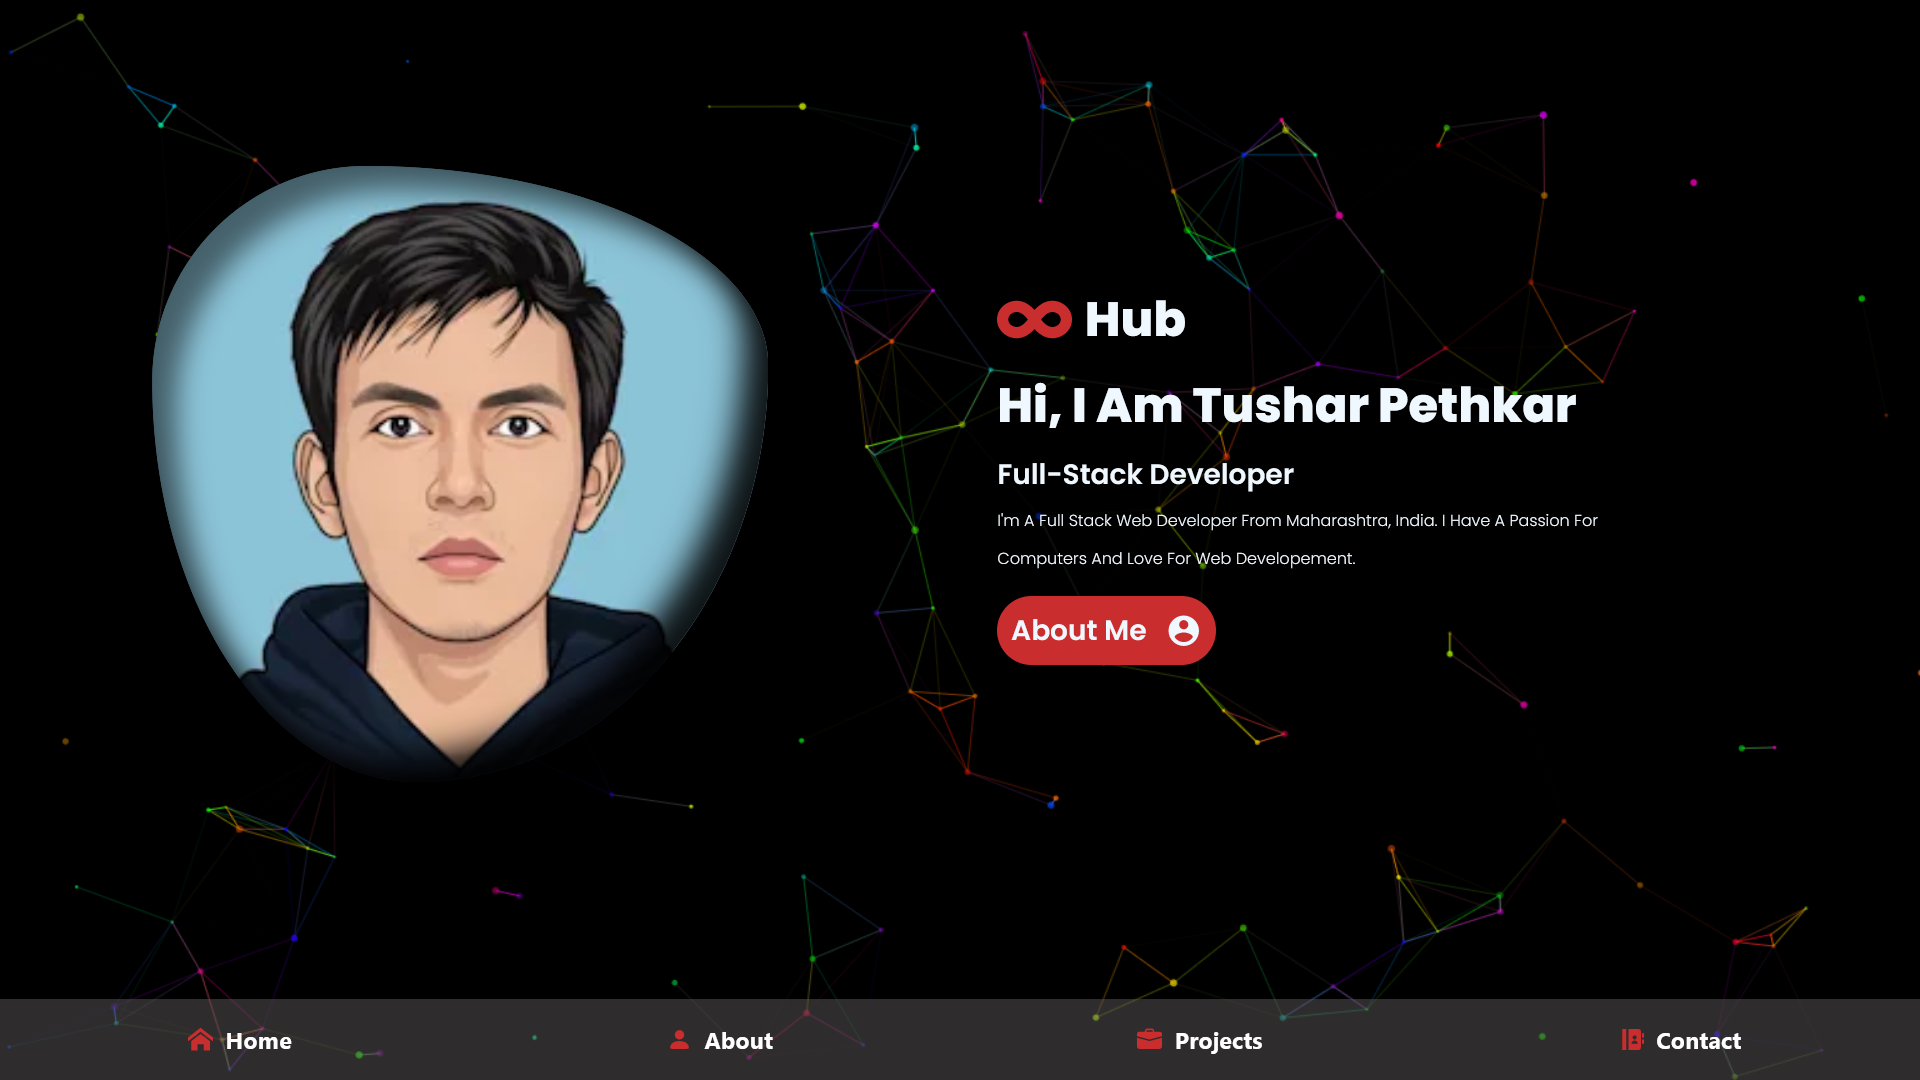 Hub
Hi, I Am Tushar Pethkar
Full-Stack Developer
I'm A Full Stack Web Developer From Maharashtra, India. I Have A Passion For
Computers And Love For Web Developement.
About Me
Home
About
Projects
Contact